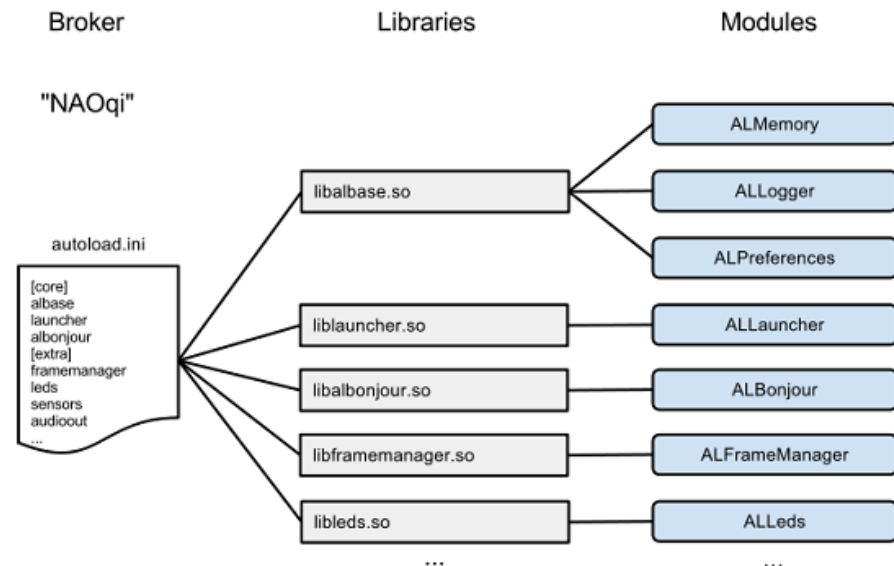 Broker Libraries Modules
"NAOqi"
autoload.ini
[core]
albase
launcher
albonjour
[extra]
framemanager
leds
sensors
audioout
...
libalbase.so
liblauncher.so
libalbonjour.so
libframemanager.so
libleds.so
...
ALMemory
ALLogger
ALPreferences
ALLauncher
ALBonjour
ALFrameManager
ALLeds
...